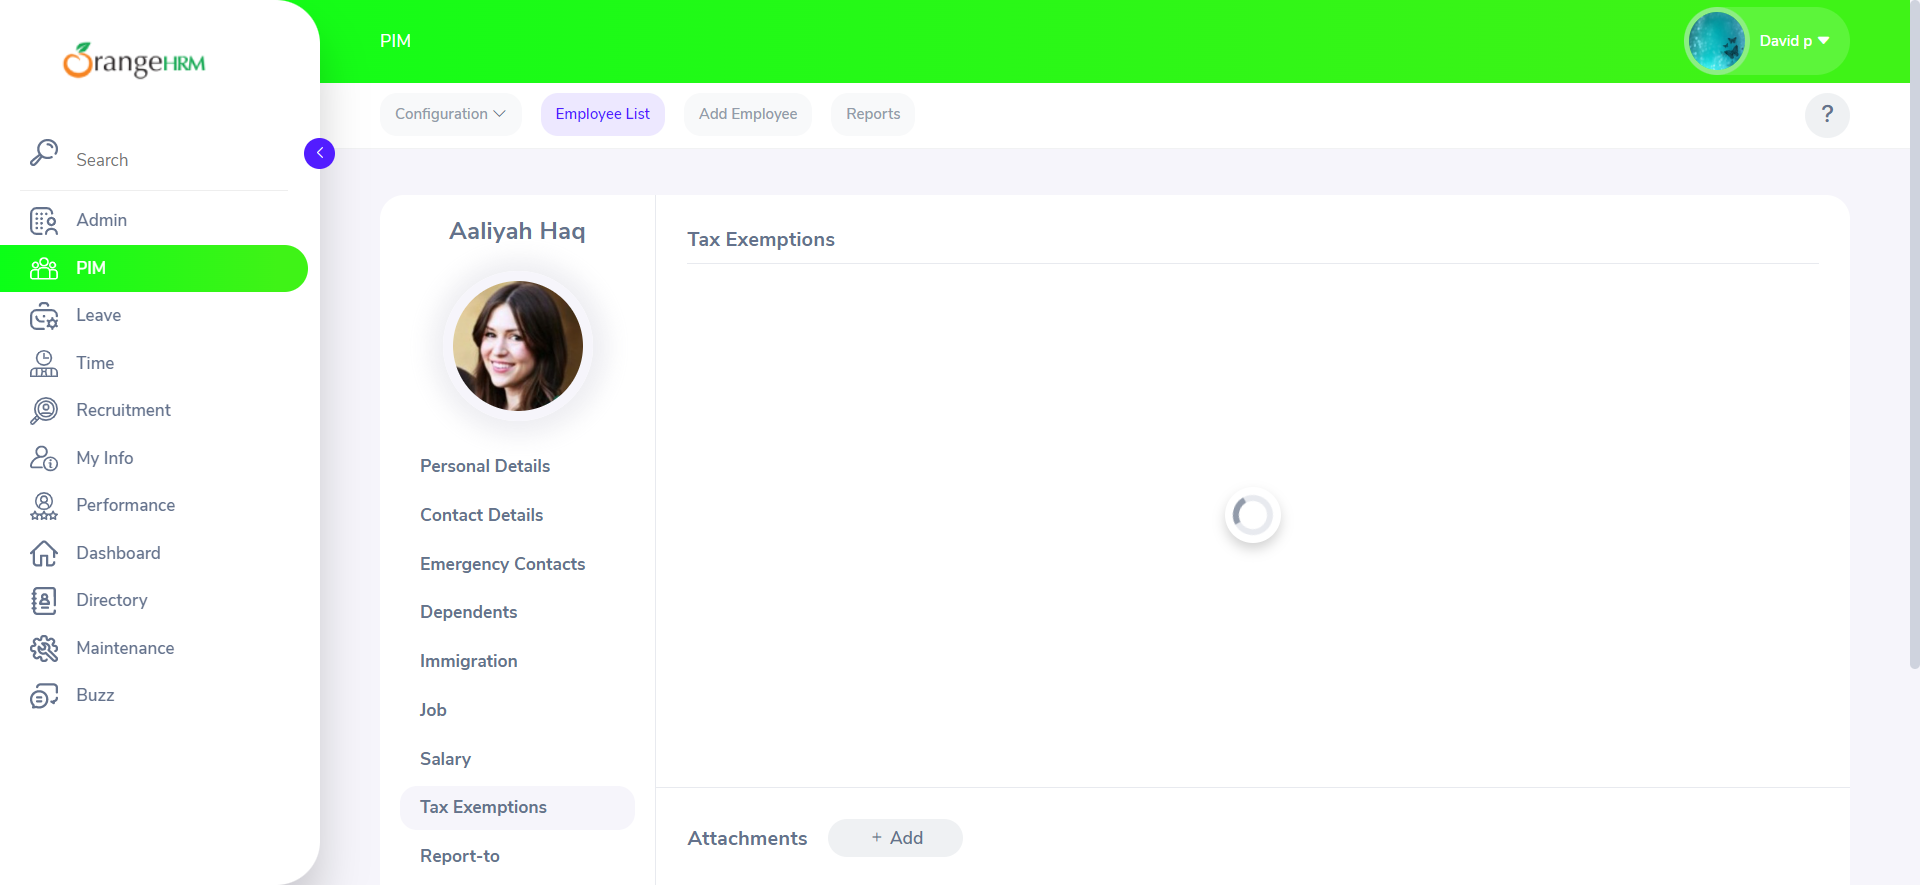 OrangeHRM
Search
Admin
PIM
Leave
Time
Recruitment
My Info
Performance
Dashboard
Directory
Maintenance
Buzz
PIM
David p
Configuration
Employee List
Add Employee
Reports
?
Aaliyah Haq
Personal Details
Contact Details
Emergency Contacts
Dependents
Immigration
Job
Salary
Tax Exemptions
Report-to
Tax Exemptions
Attachments
+ Add